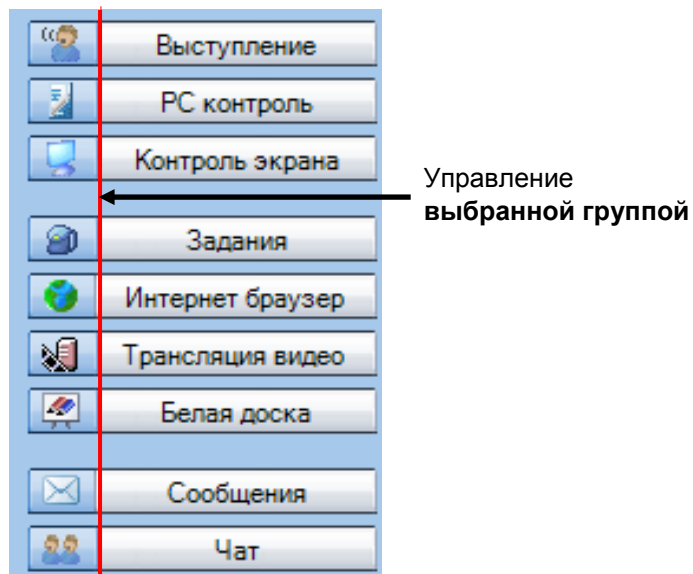 Выступление
PC контроль
Контроль экрана
Управление
выбранной группой
Задания
Интернет браузер
Трансляция видео
Белая доска
Сообщения
Чат